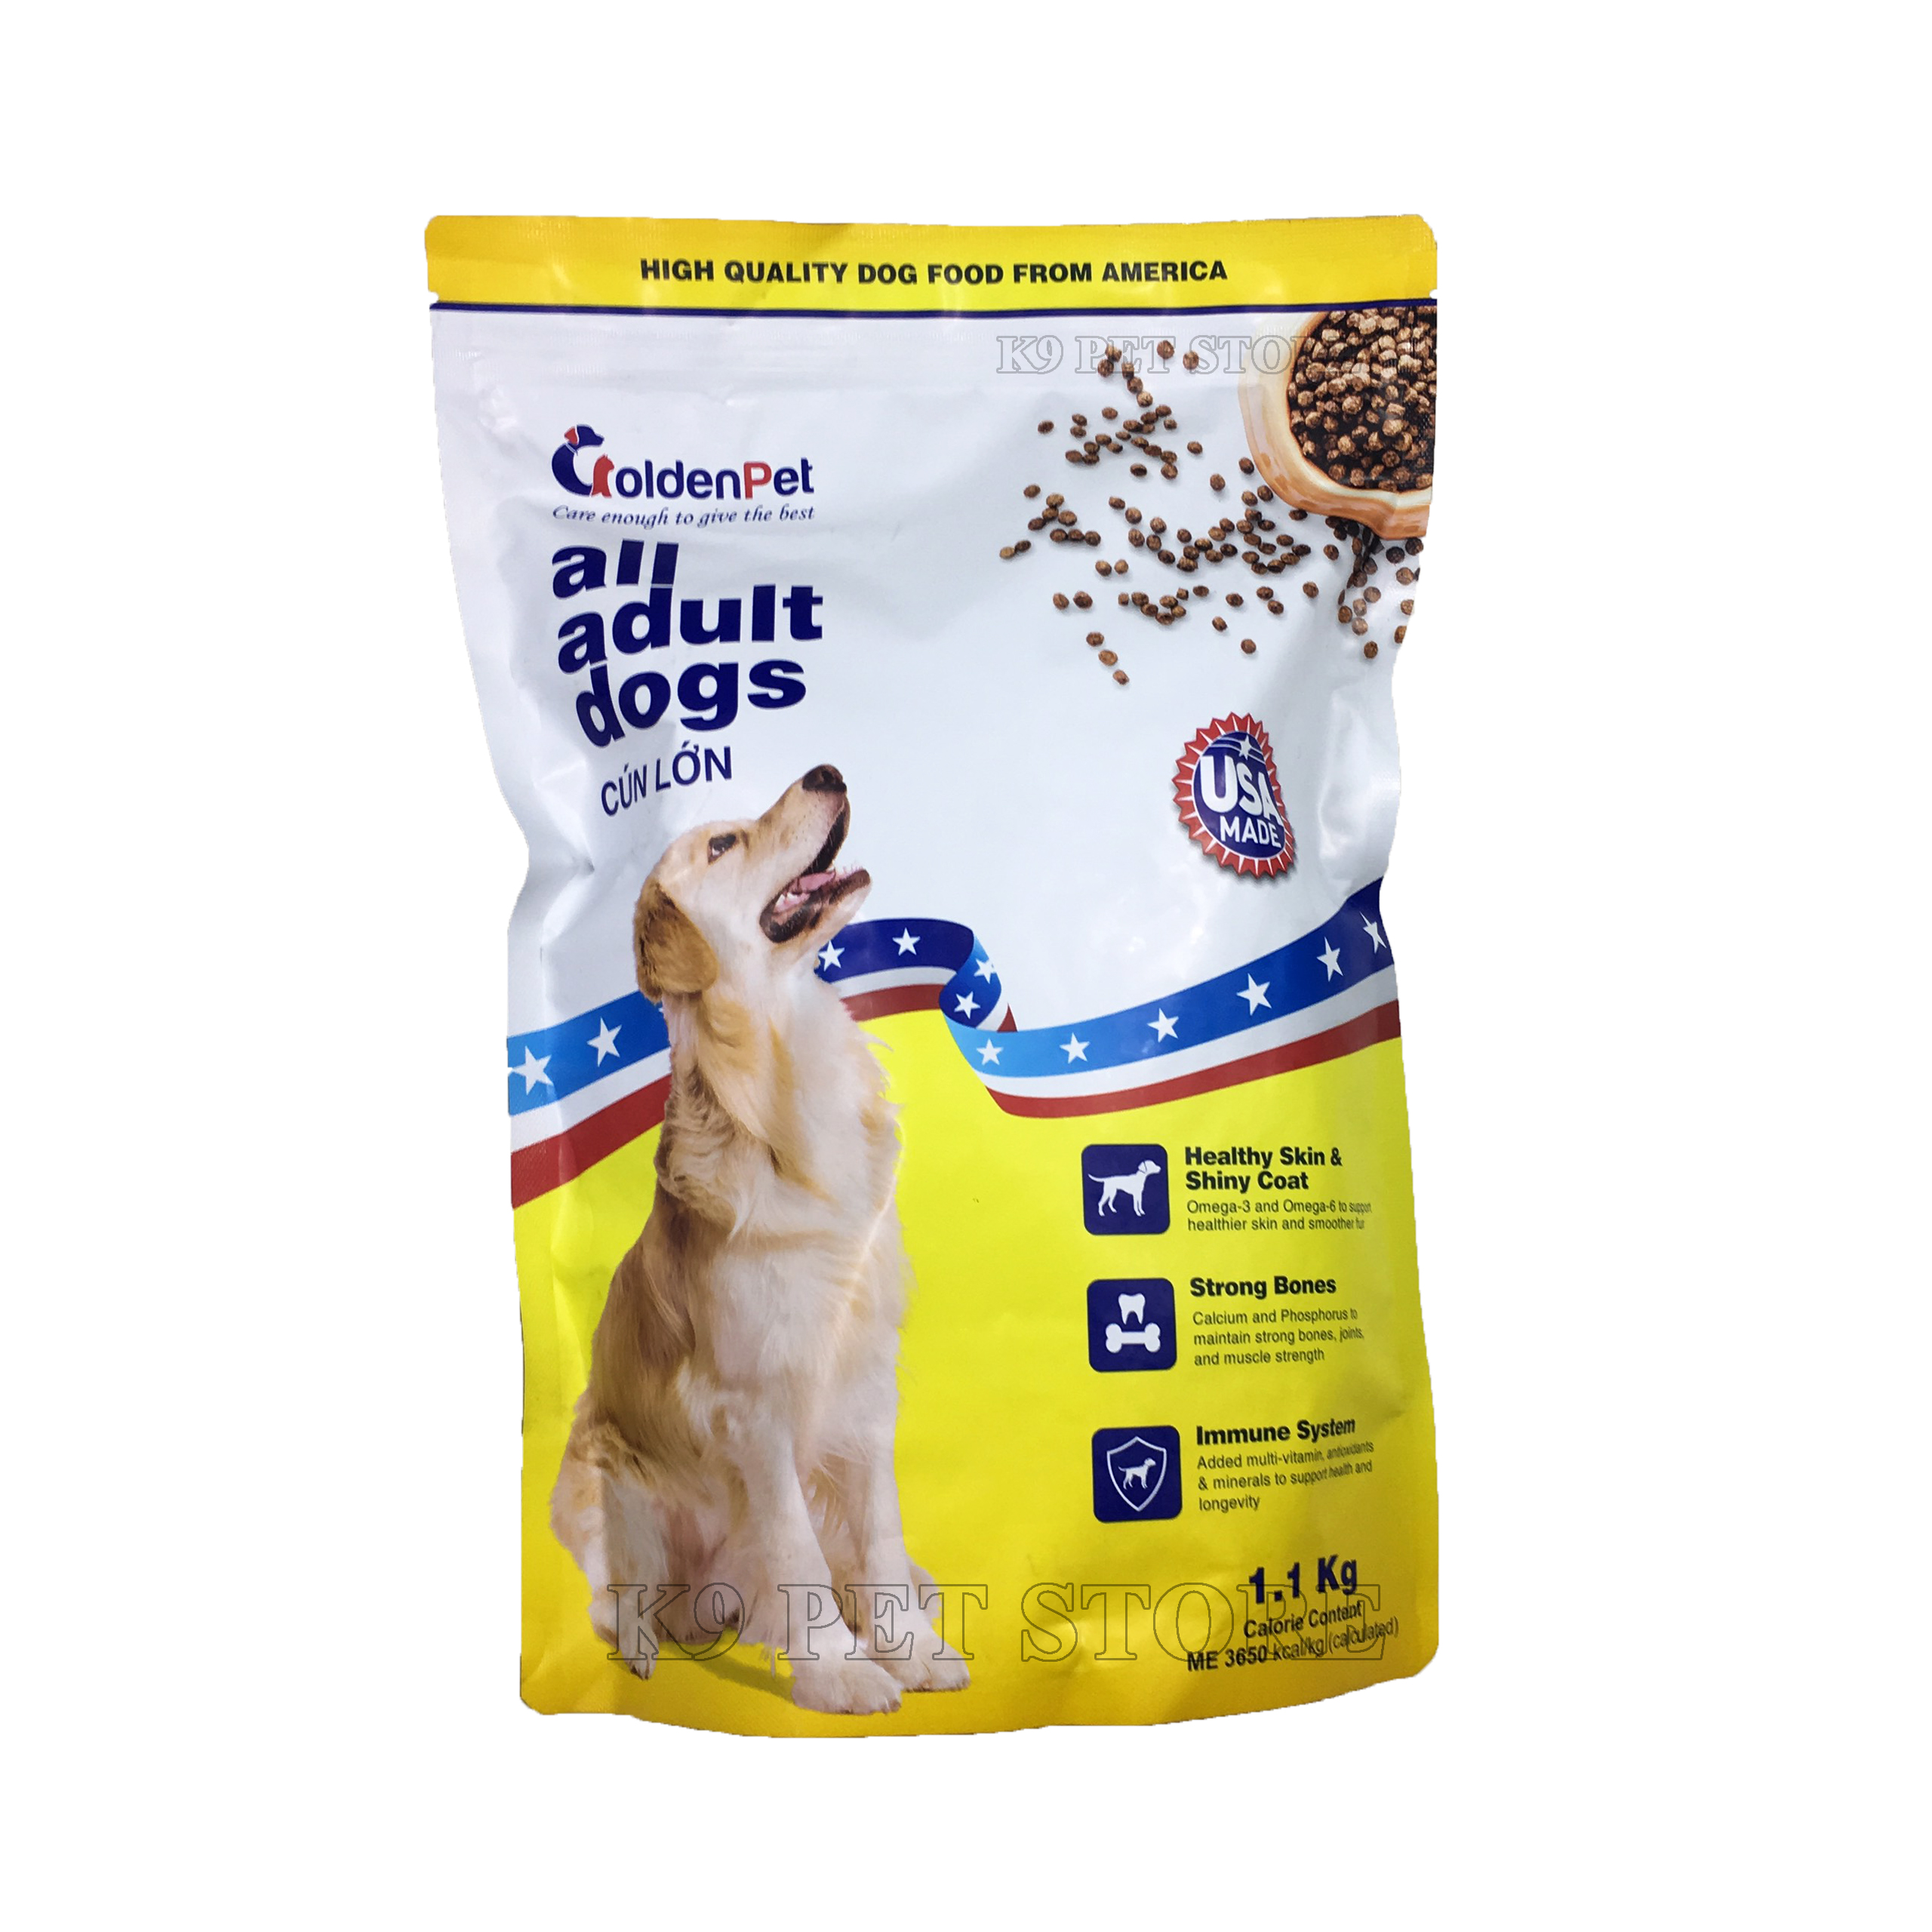 HIGH QUALITY DOG FOOD FROM AMERICA
K9 PET STO
GoldenPet
Care enough to give the best
all
adult
dogs
CÚN LỚN
USA
MADE
Healthy Skin &
Shiny Coat
Omega-3 and Omega-6 to support
healthier skin and smoother fur
Strong Bones
Calcium and Phosphorus to
maintain strong bones, joints,
and muscle strength
Immune System
Added multi-vitamin, antioxidants
& minerals to support health and
longevity
1.1 Kg
Calorie Content
ME 3650 kcal/kg (calculated)
K9 PET STORE